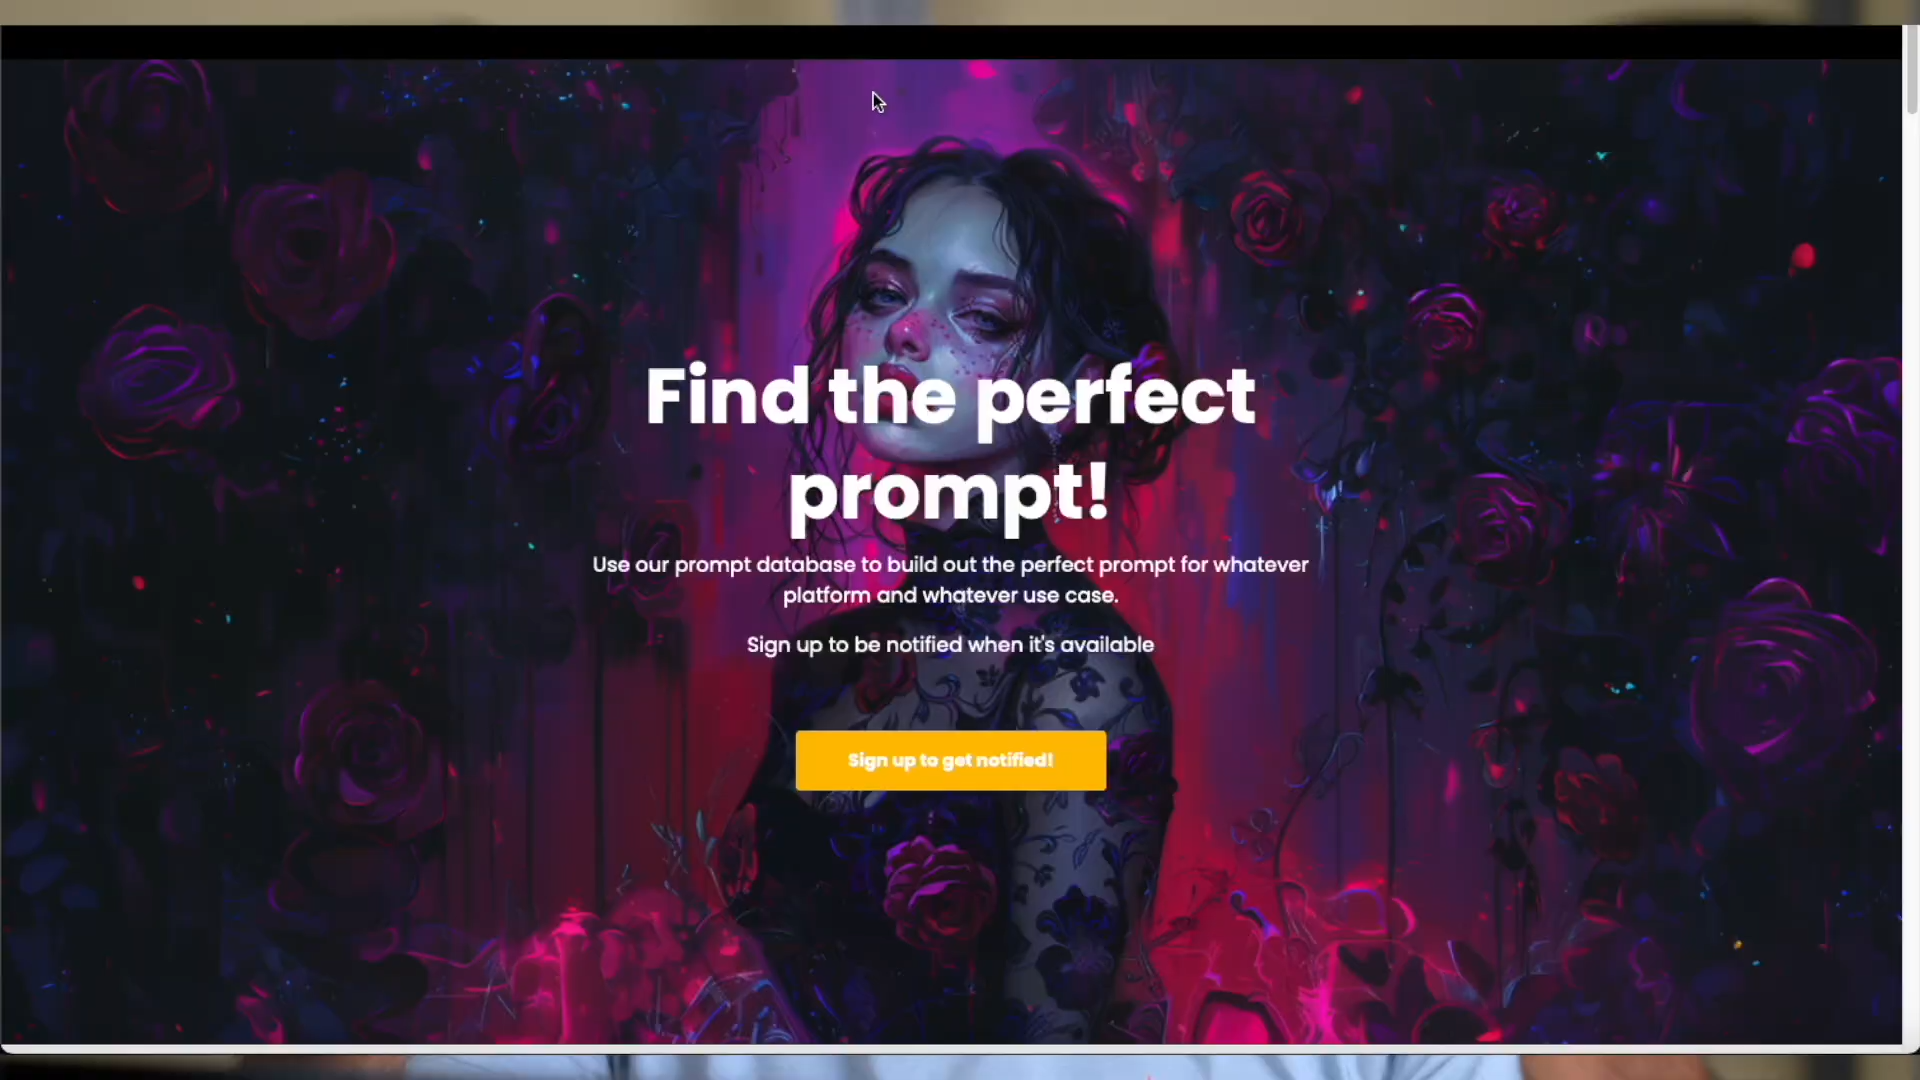 Find the perfect
prompt!
Use our prompt database to build out the perfect prompt for whatever
platform and whatever use case.
Sign up to be notified when it's available
Sign up to get notified!